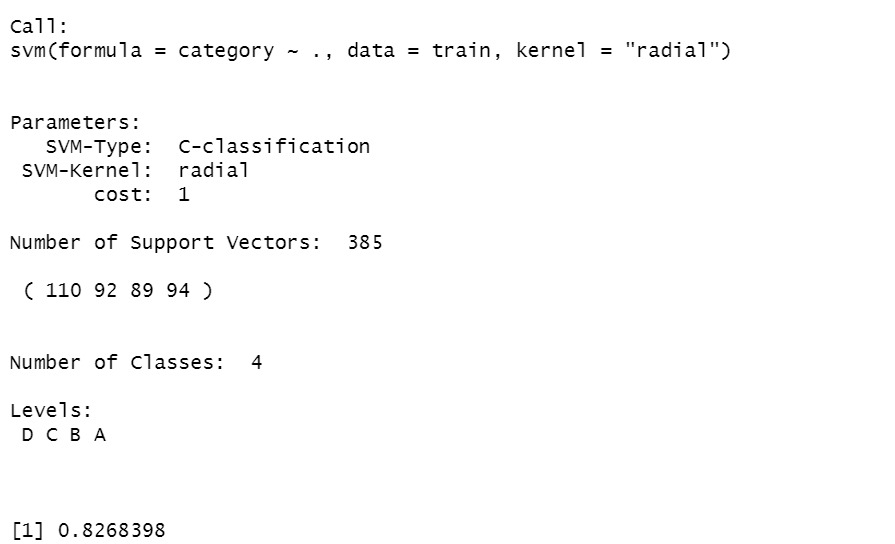 Call:
svm(formula = category ~ ., data = train, kernel = "radial")
Parameters:
SVM-Type: C-classification
SVM-Kernel: radial
cost: 1
Number of Support Vectors: 385
( 110 92 89 94 )
Number of Classes: 4
Levels:
D C B A
[1] 0.8268398